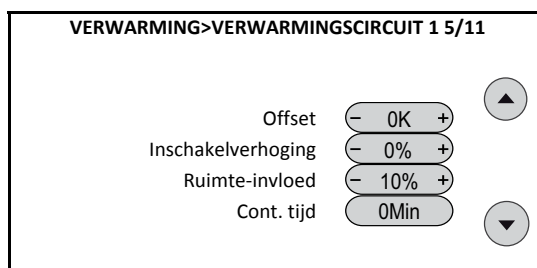 VERWARMING>VERWARMINGSCIRCUIT 1 5/11
Offset − 0K +
Inschakelverhoging − 0% +
Ruimte-invloed − 10% +
Cont. tijd 0Min